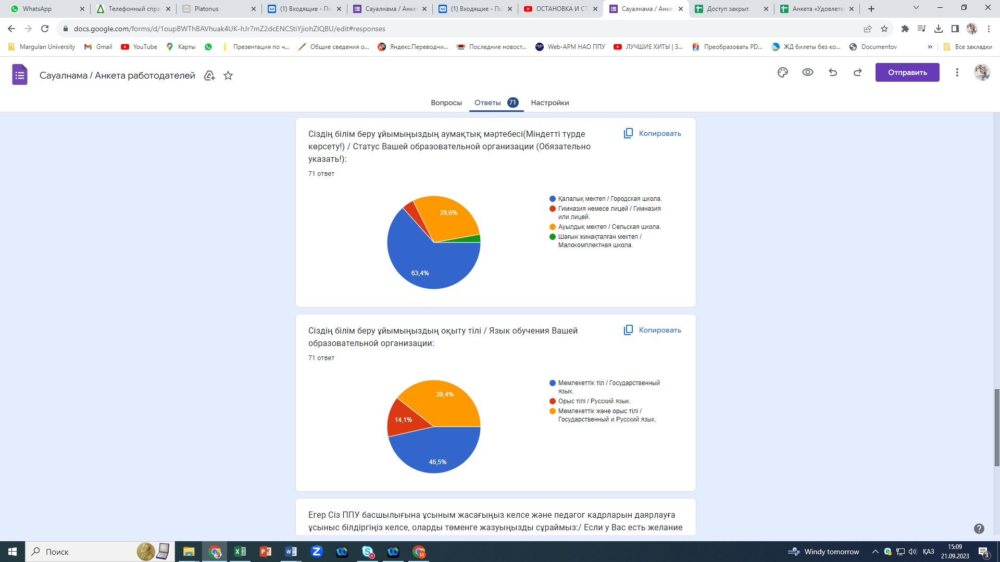 WhatsApp
Телефонный спра
Platonus
(1) Входящие - По
Сауалнама / Анке
(1) Входящие - По
ОСТАНОВКА И СТ
Сауалнама / Анке
Доступ закрыт
Анкета «Удовлетв
docs.google.com/forms/d/1oupBWThBAVhuak4UK-hJr7mZ2dcENCStiYjiohZIQBU/edit#responses
Margulan University
Gmail
YouTube
Карты
Презентация по ч...
Общие сведения о...
Яндекс.Переводчи...
Последние новост...
Web-АРМ НАО ППУ
ЛУЧШИЕ ХИТЫ | З...
Преобразовать PD...
ЖД билеты без ко...
Documentov
»
Все закладки
Сауалнама / Анкета работодателей
Отправить
Вопросы
Ответы 71
Настройки
Сіздің білім беру ұйымыңыздың аумақтық мәртебесі(Міндетті түрде
көрсету!) / Статус Вашей образовательной организации (Обязательно
указать!):
Копировать
71 ответ
29,6%
63,4%
Қалалық мектеп / Городская школа.
Гимназия немесе лицей / Гимназия
или лицей.
Ауылдық мектеп / Сельская школа.
Шағын жинақталған мектеп /
Малокомплектная школа.
Сіздің білім беру ұйымыңыздың оқыту тілі / Язык обучения Вашей
образовательной организации:
Копировать
71 ответ
39,4%
14,1%
46,5%
Мемлекеттік тіл / Государственный
язык.
Орыс тілі / Русский язык.
Мемлекеттік және орыс тілі /
Государственный и Русский язык.
Егер Сіз ППУ басшылығына ұсыным жасағыңыз келсе және педагог кадрларын даярлауға
ұсыныс білдіргіңіз келсе, оларды төменге жазуыңызды сұраймыз:/ Если у Вас есть желание
Поиск
Windy tomorrow
ҚАЗ
15:09
21.09.2023
3